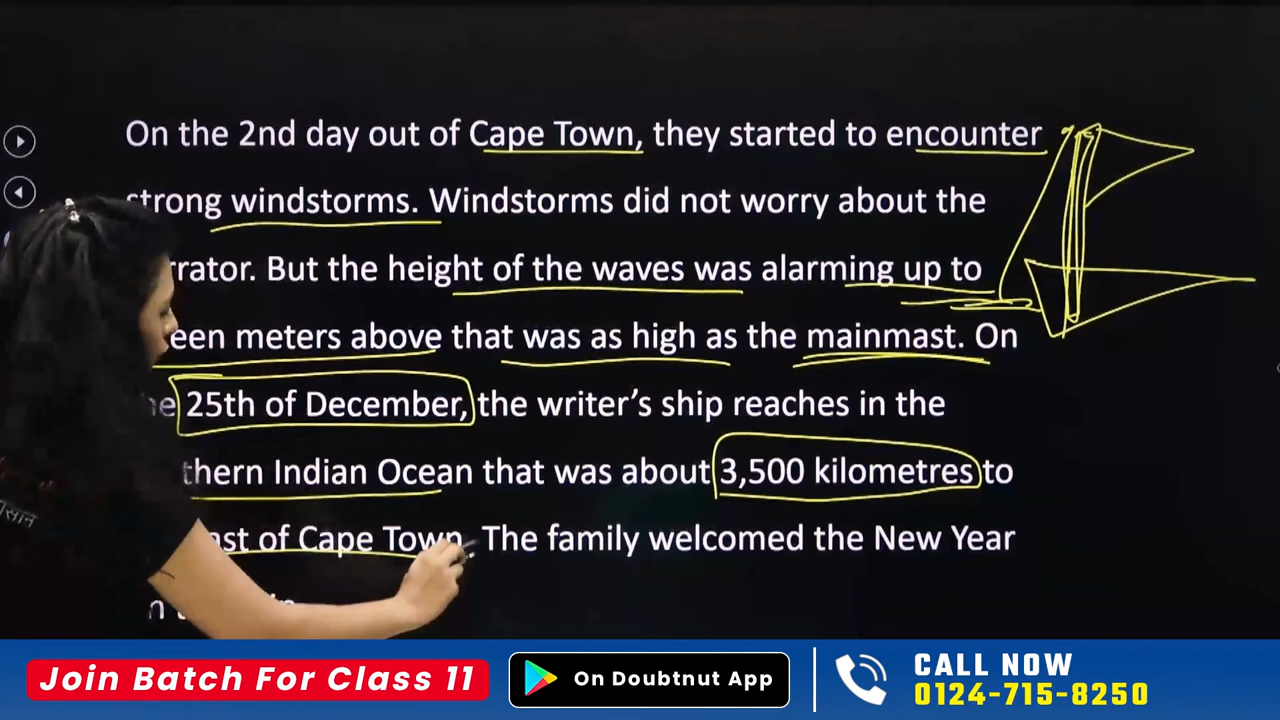 On the 2nd day out of Cape Town, they started to encounter
strong windstorms. Windstorms did not worry about the
rrator. But the height of the waves was alarming up to
een meters above that was as high as the mainmast. On
he 25th of December, the writer’s ship reaches in the
thern Indian Ocean that was about 3,500 kilometres to
ast of Cape Town. The family welcomed the New Year
Join Batch For Class 11
On Doubtnut App
CALL NOW
0124-715-8250